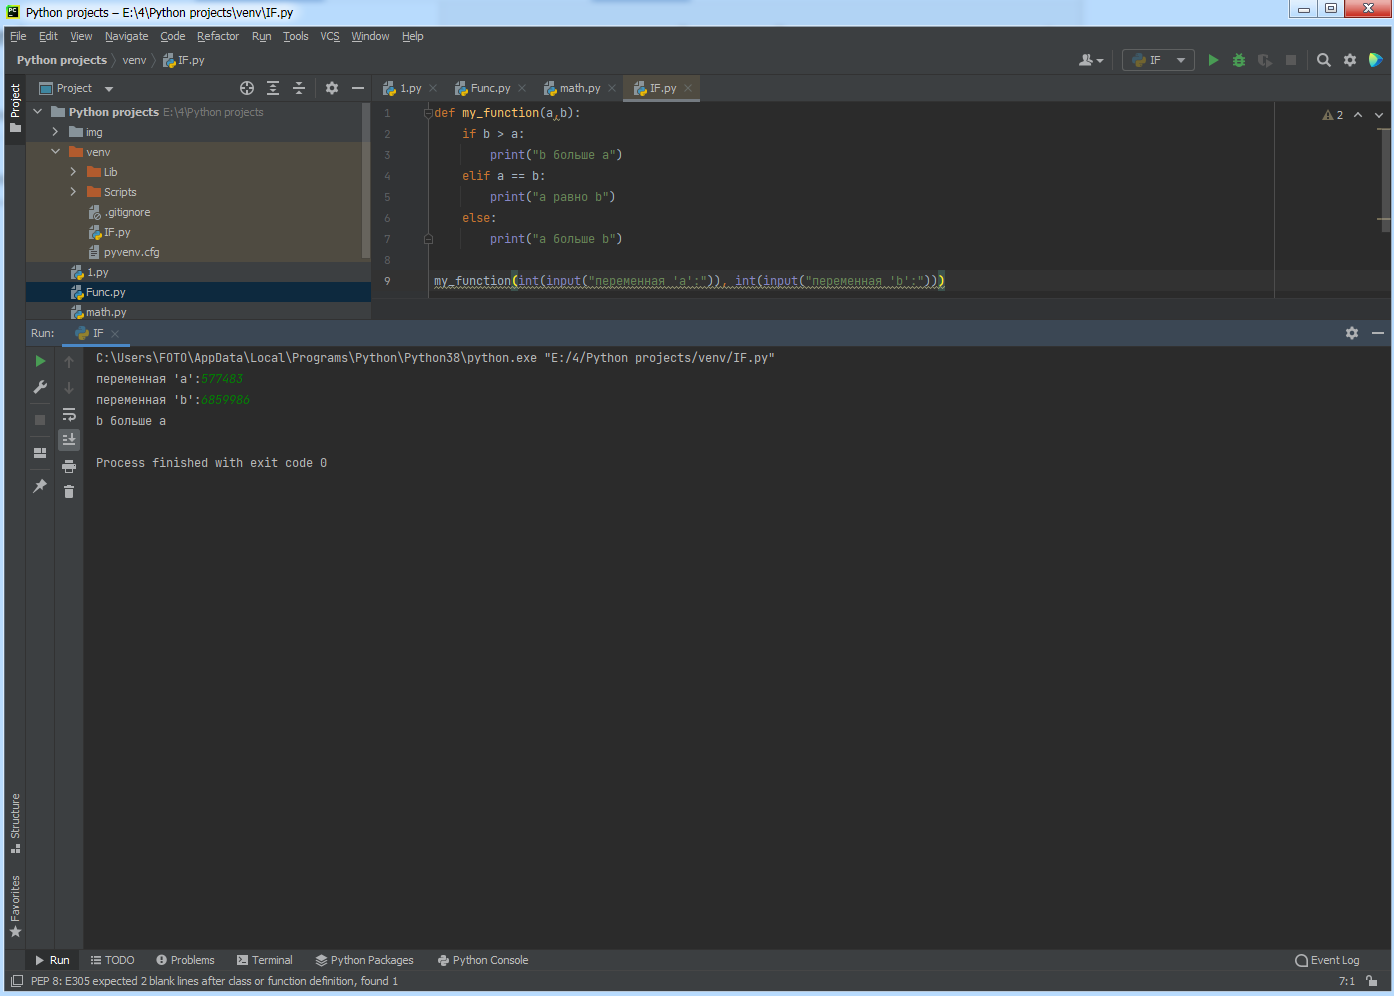 Python projects – E:\4\Python projects\venv\IF.py
File Edit View Navigate Code Refactor Run Tools VCS Window Help
Python projects venv IF.py
IF
Project
Project
1.py Func.py math.py IF.py
Python projects E:\4\Python projects
img
venv
Lib
Scripts
.gitignore
IF.py
pyvenv.cfg
1.py
Func.py
math.py
1 def my_function(a,b):
2 if b > a:
3 print("b больше a")
4 elif a == b:
5 print("a равно b")
6 else:
7 print("a больше b")
8
9 my_function(int(input("переменная 'a':")), int(input("переменная 'b':")))
2
Run: IF
C:\Users\FOTO\AppData\Local\Programs\Python\Python38\python.exe "E:/4/Python projects/venv/IF.py"
переменная 'a':577483
переменная 'b':6859986
b больше a
Process finished with exit code 0
Structure
Favorites
Run TODO Problems Terminal Python Packages Python Console Event Log
PEP 8: E305 expected 2 blank lines after class or function definition, found 1 7:1